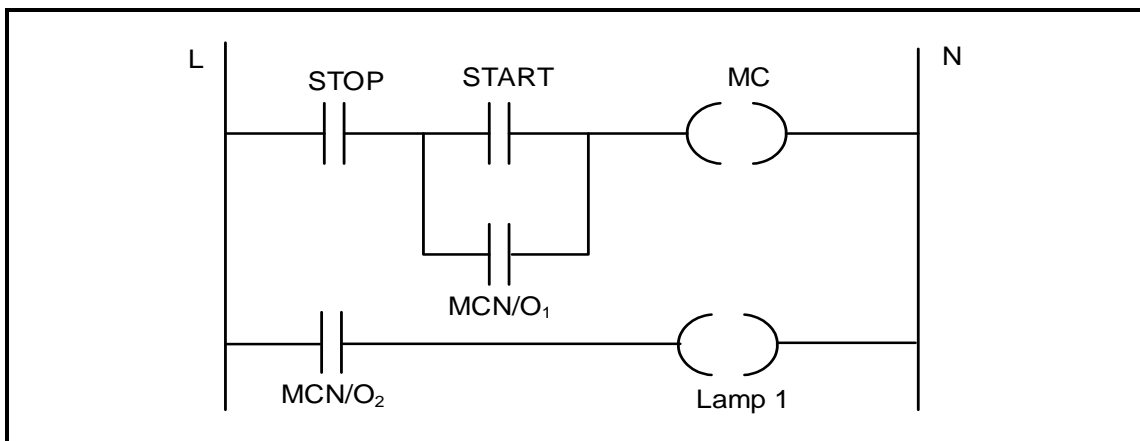 L
N
STOP
START
MC
MCN/O₁
MCN/O₂
Lamp 1